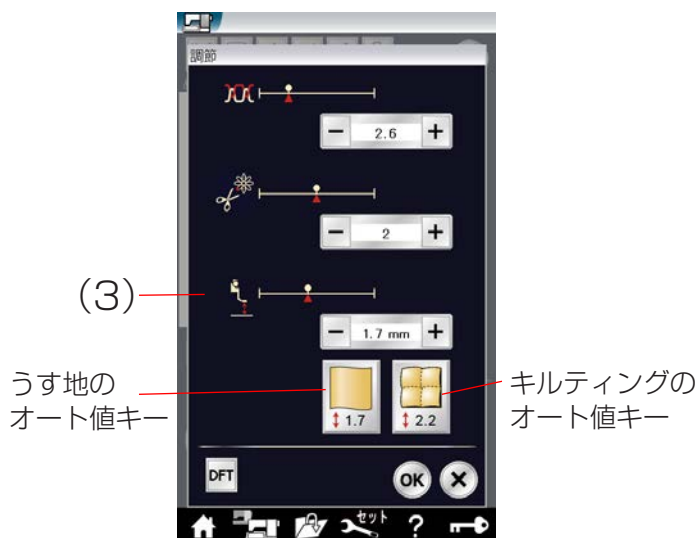 調節
2.6
2
(3)
1.7 mm
うす地の
オート値キー
1.7
2.2
キルティングの
オート値キー
DFT
OK
セット
?